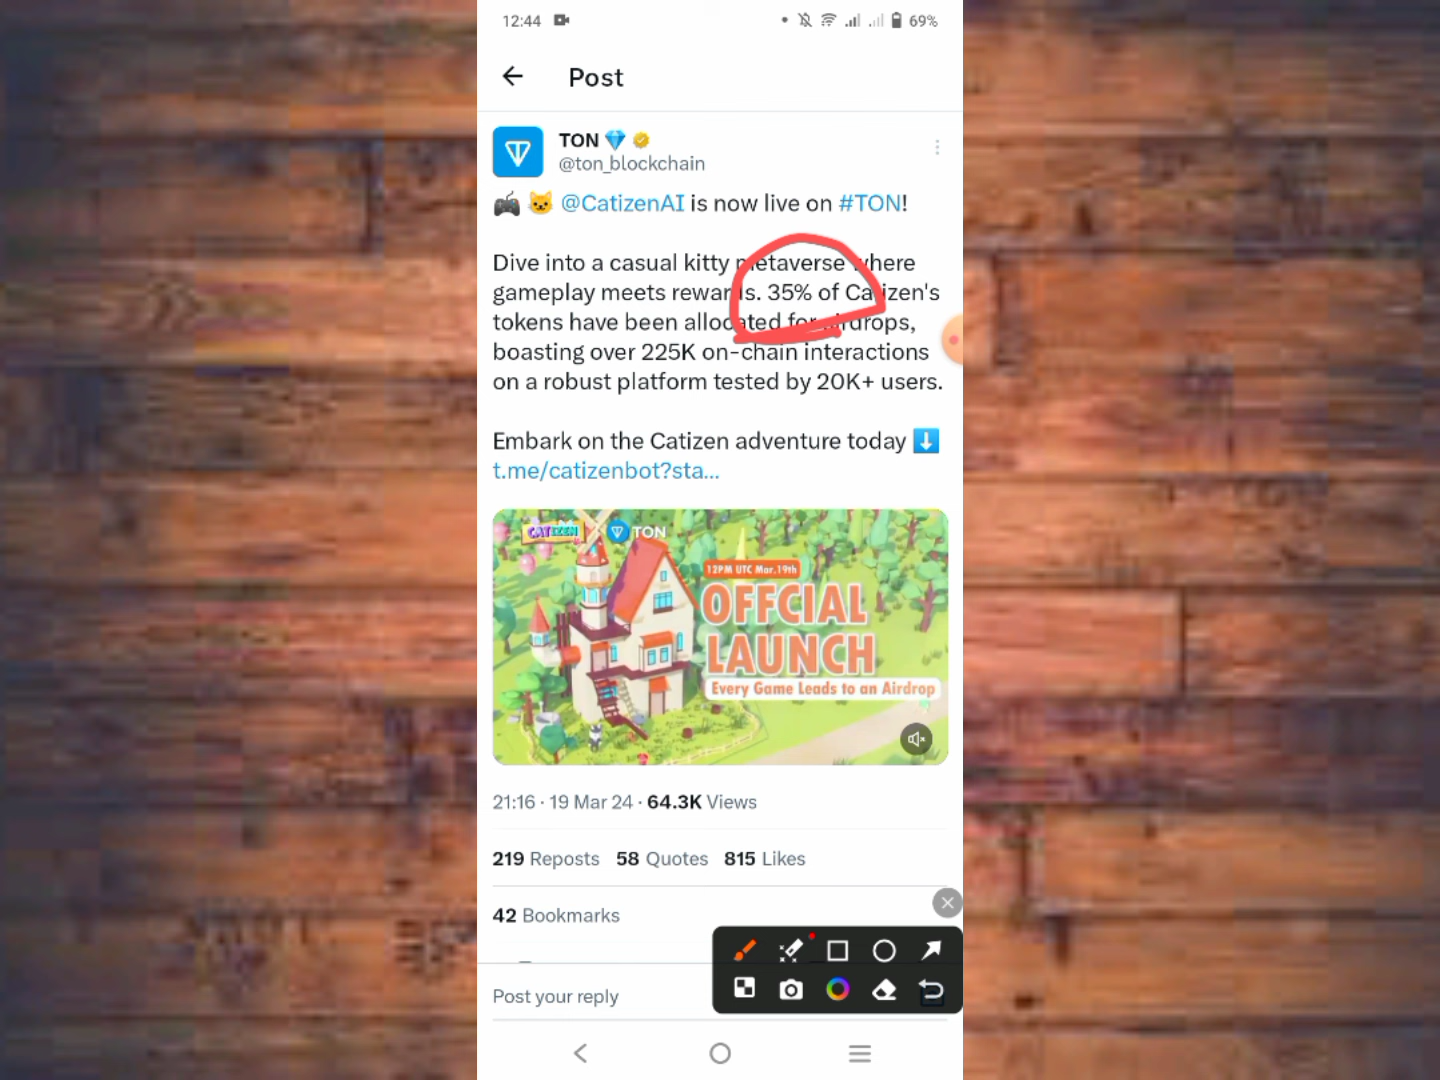 12:44 69%
Post
TON
@ton_blockchain
@CatizenAI is now live on #TON!
Dive into a casual kitty metaverse where
gameplay meets rewards. 35% of Catizen's
tokens have been allocated for airdrops,
boasting over 225K on-chain interactions
on a robust platform tested by 20K+ users.
Embark on the Catizen adventure today
t.me/catizenbot?sta...
CATIZEN TON
12PM UTC Mar.19th
OFFCIAL
LAUNCH
Every Game Leads to an Airdrop
21:16 · 19 Mar 24 · 64.3K Views
219 Reposts 58 Quotes 815 Likes
42 Bookmarks
Post your reply